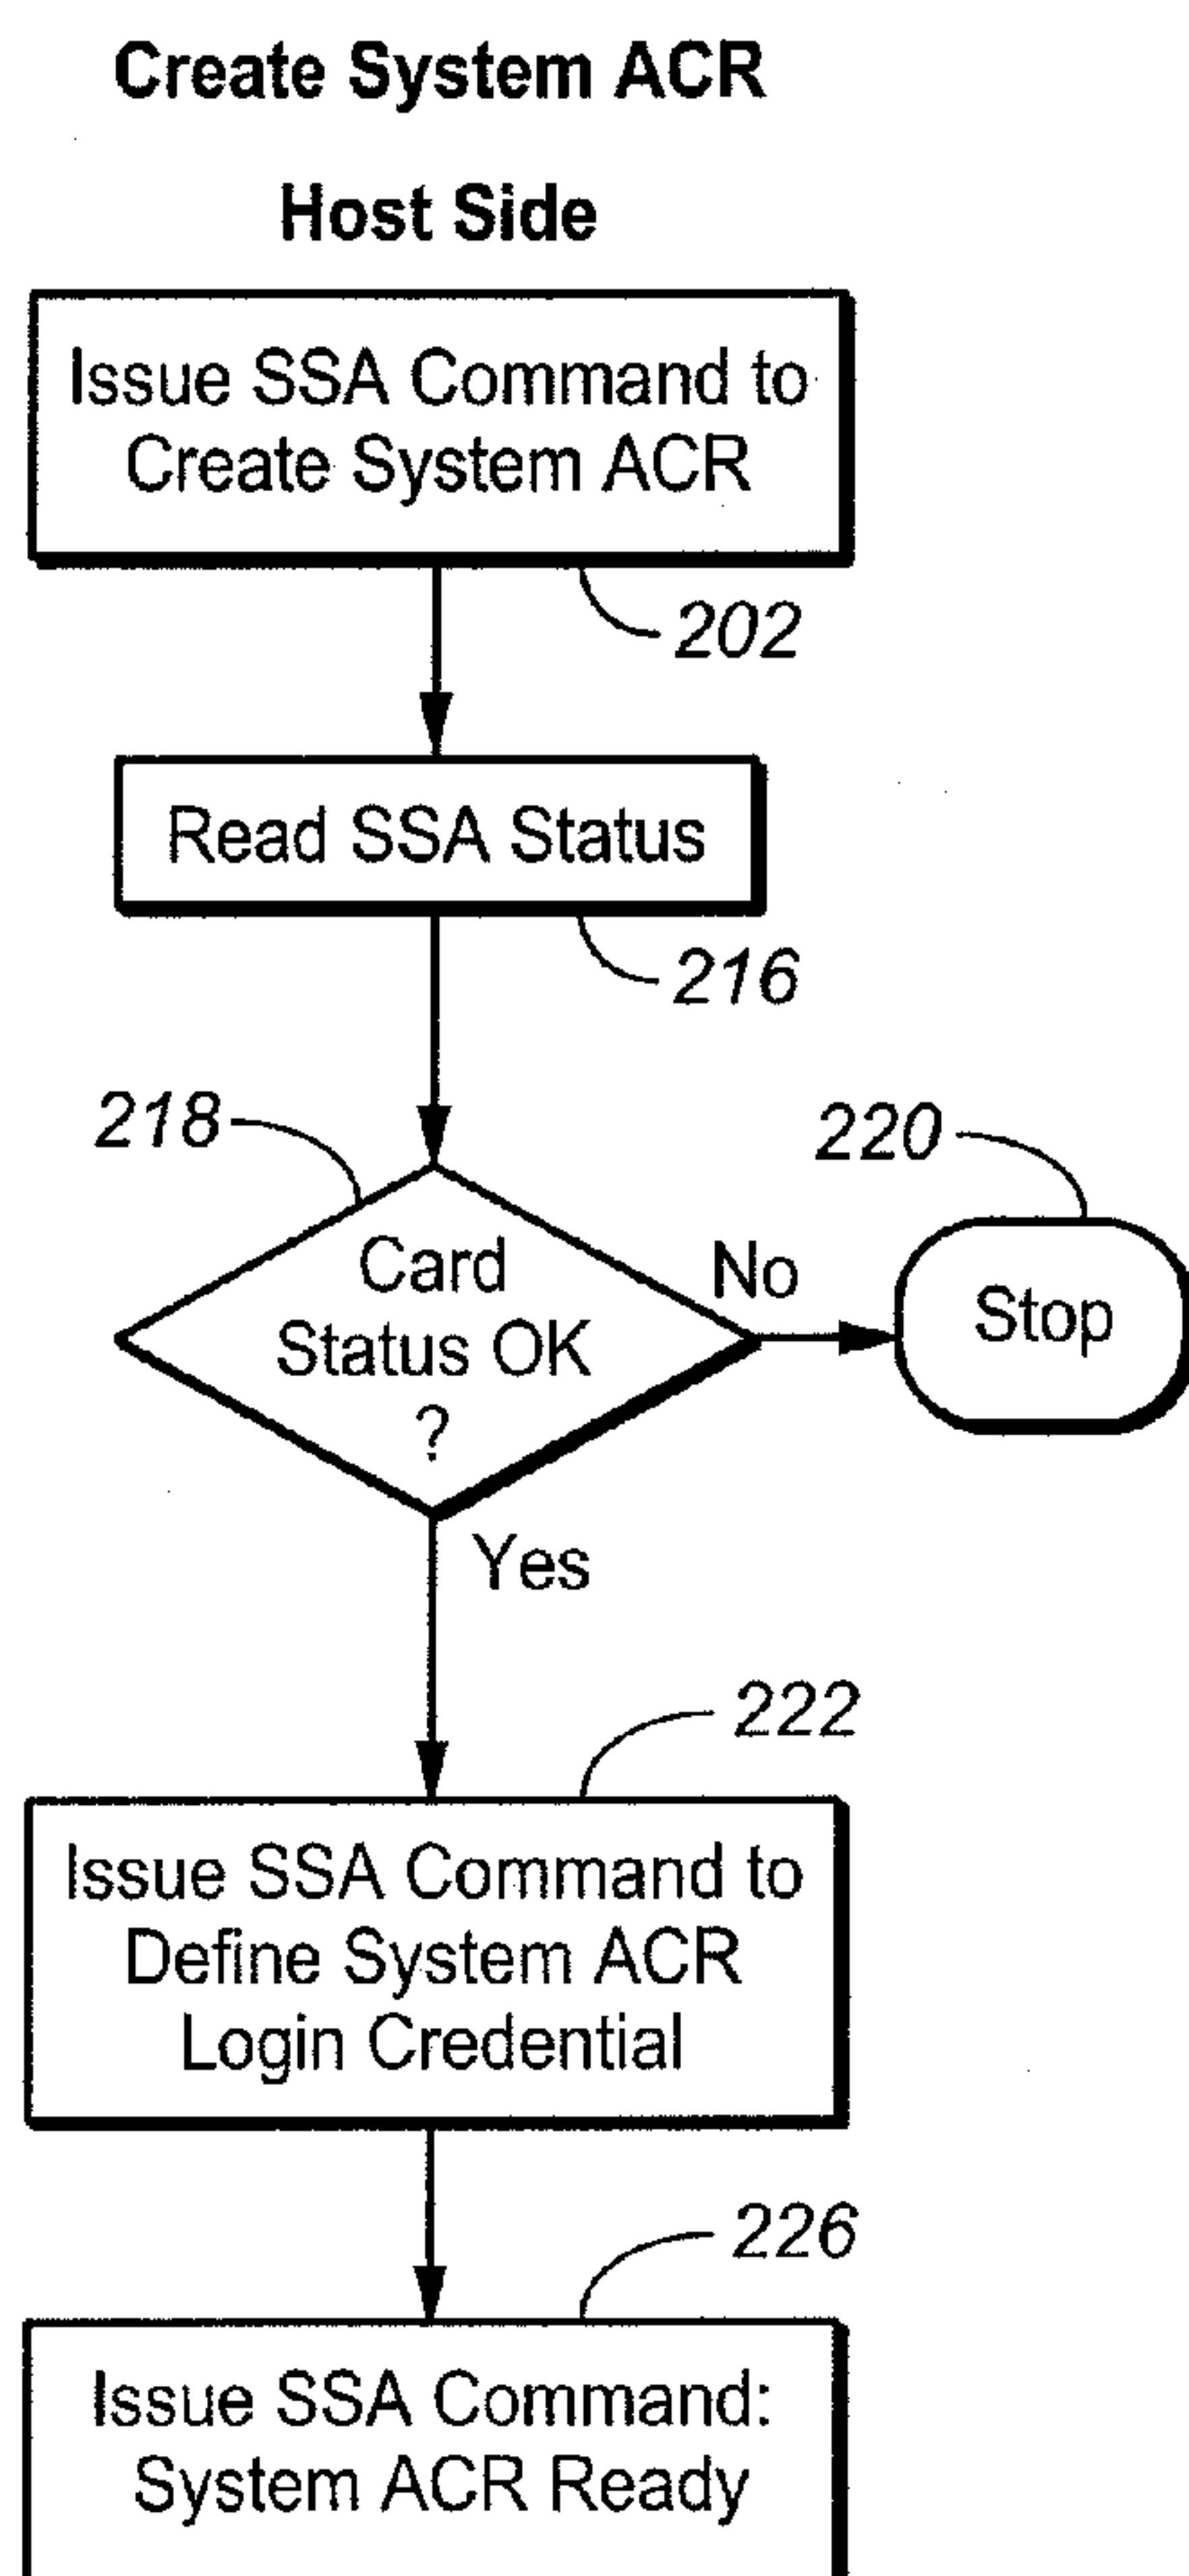 Create System ACR
Host Side
Issue SSA Command to
Create System ACR
202
Read SSA Status
216
218
220
Card
Status OK
?
No
Stop
Yes
222
Issue SSA Command to
Define System ACR
Login Credential
226
Issue SSA Command:
System ACR Ready